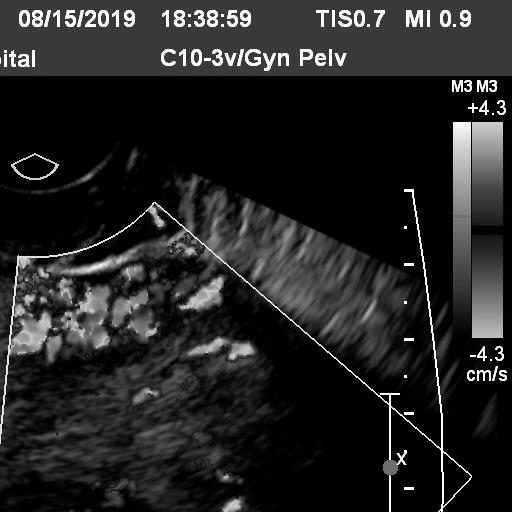 08/15/2019 18:38:59 TIS0.7 MI 0.9
ital C10-3v/Gyn Pelv
M3 M3
+4.3
-4.3
cm/s
X